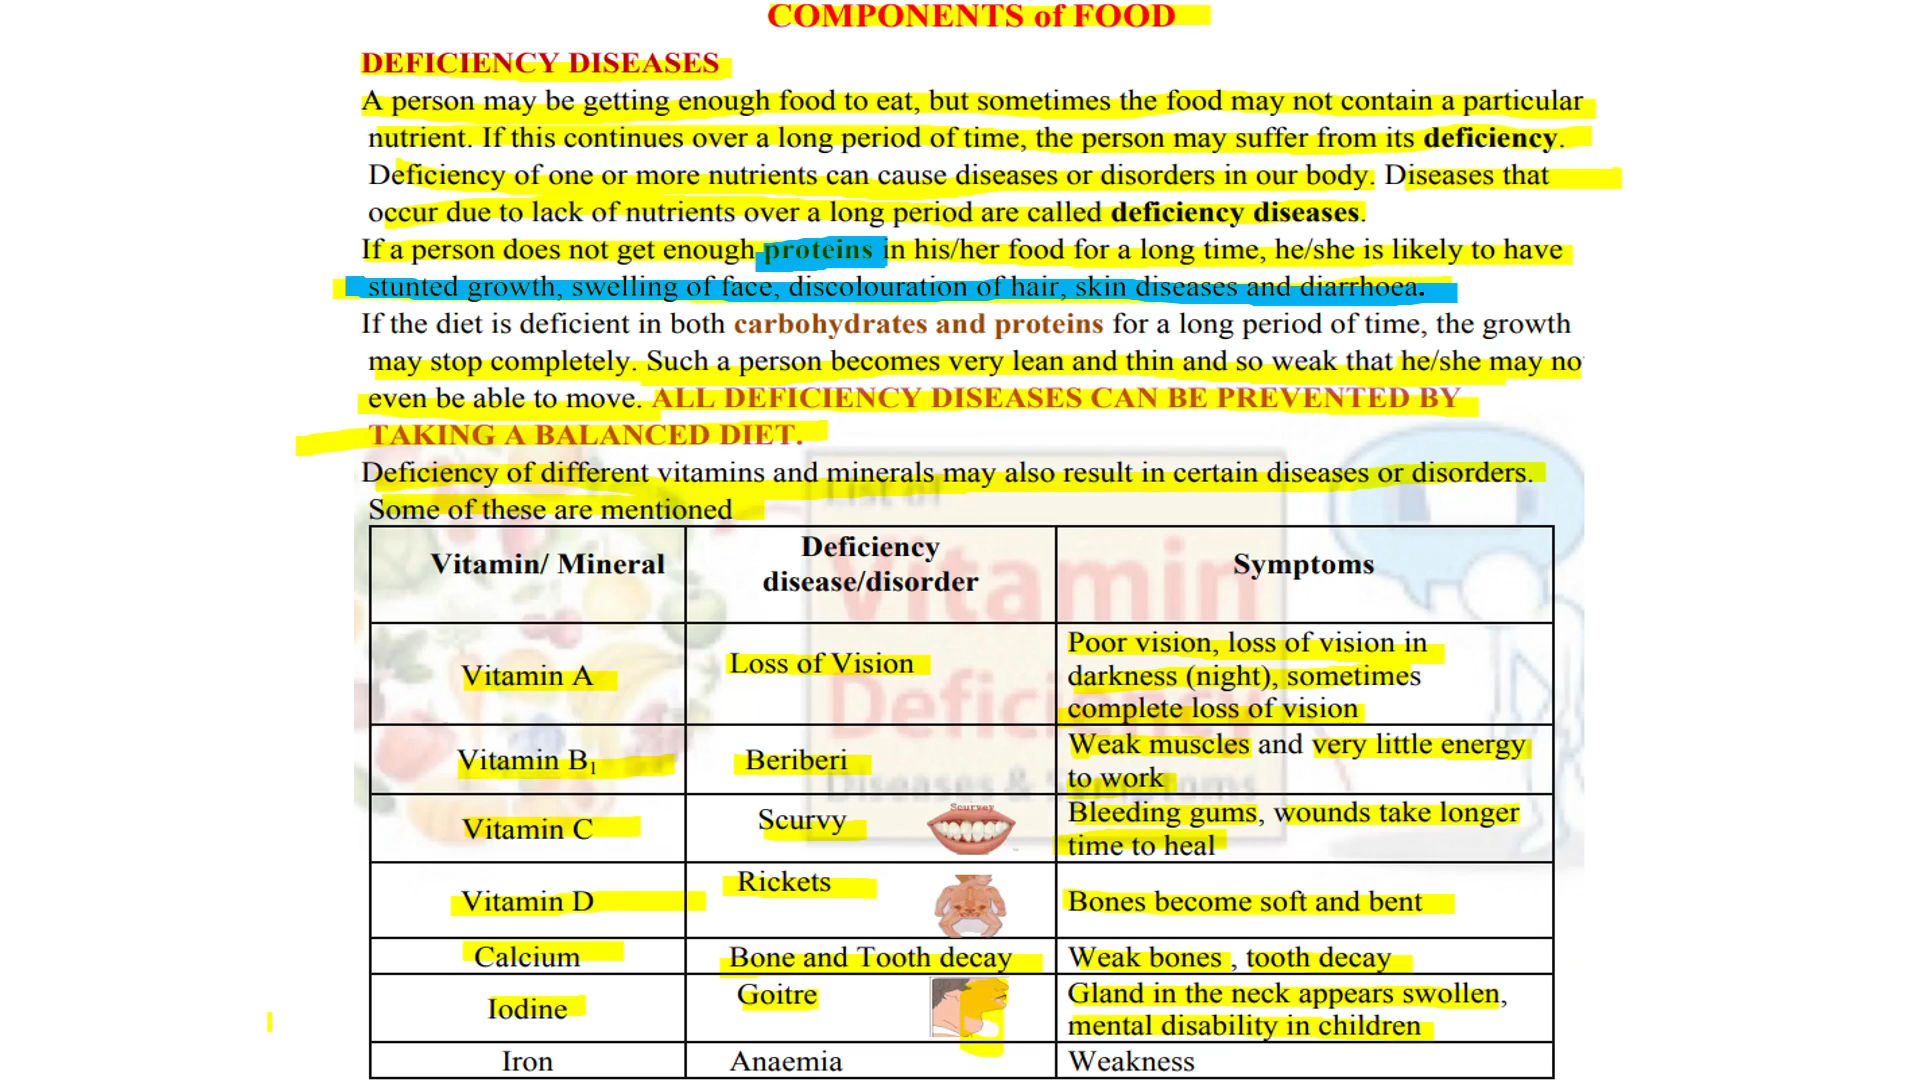 COMPONENTS of FOOD
DEFICIENCY DISEASES
A person may be getting enough food to eat, but sometimes the food may not contain a particular
nutrient. If this continues over a long period of time, the person may suffer from its deficiency.
Deficiency of one or more nutrients can cause diseases or disorders in our body. Diseases that
occur due to lack of nutrients over a long period are called deficiency diseases.
If a person does not get enough proteins in his/her food for a long time, he/she is likely to have
stunted growth, swelling of face, discolouration of hair, skin diseases and diarrhoea.
If the diet is deficient in both carbohydrates and proteins for a long period of time, the growth
may stop completely. Such a person becomes very lean and thin and so weak that he/she may no
even be able to move. ALL DEFICIENCY DISEASES CAN BE PREVENTED BY
TAKING A BALANCED DIET.
Deficiency of different vitamins and minerals may also result in certain diseases or disorders.
Some of these are mentioned
List of
Vitamin
Deficiency
Diseases & Symptoms
Vitamin/ Mineral
Deficiency
disease/disorder
Symptoms
Vitamin A
Loss of Vision
Poor vision, loss of vision in
darkness (night), sometimes
complete loss of vision
Vitamin B₁
Beriberi
Weak muscles and very little energy
to work
Vitamin C
Scurvy
Scurvey
Bleeding gums, wounds take longer
time to heal
Vitamin D
Rickets
Bones become soft and bent
Calcium
Bone and Tooth decay
Weak bones , tooth decay
Iodine
Goitre
Gland in the neck appears swollen,
mental disability in children
Iron
Anaemia
Weakness